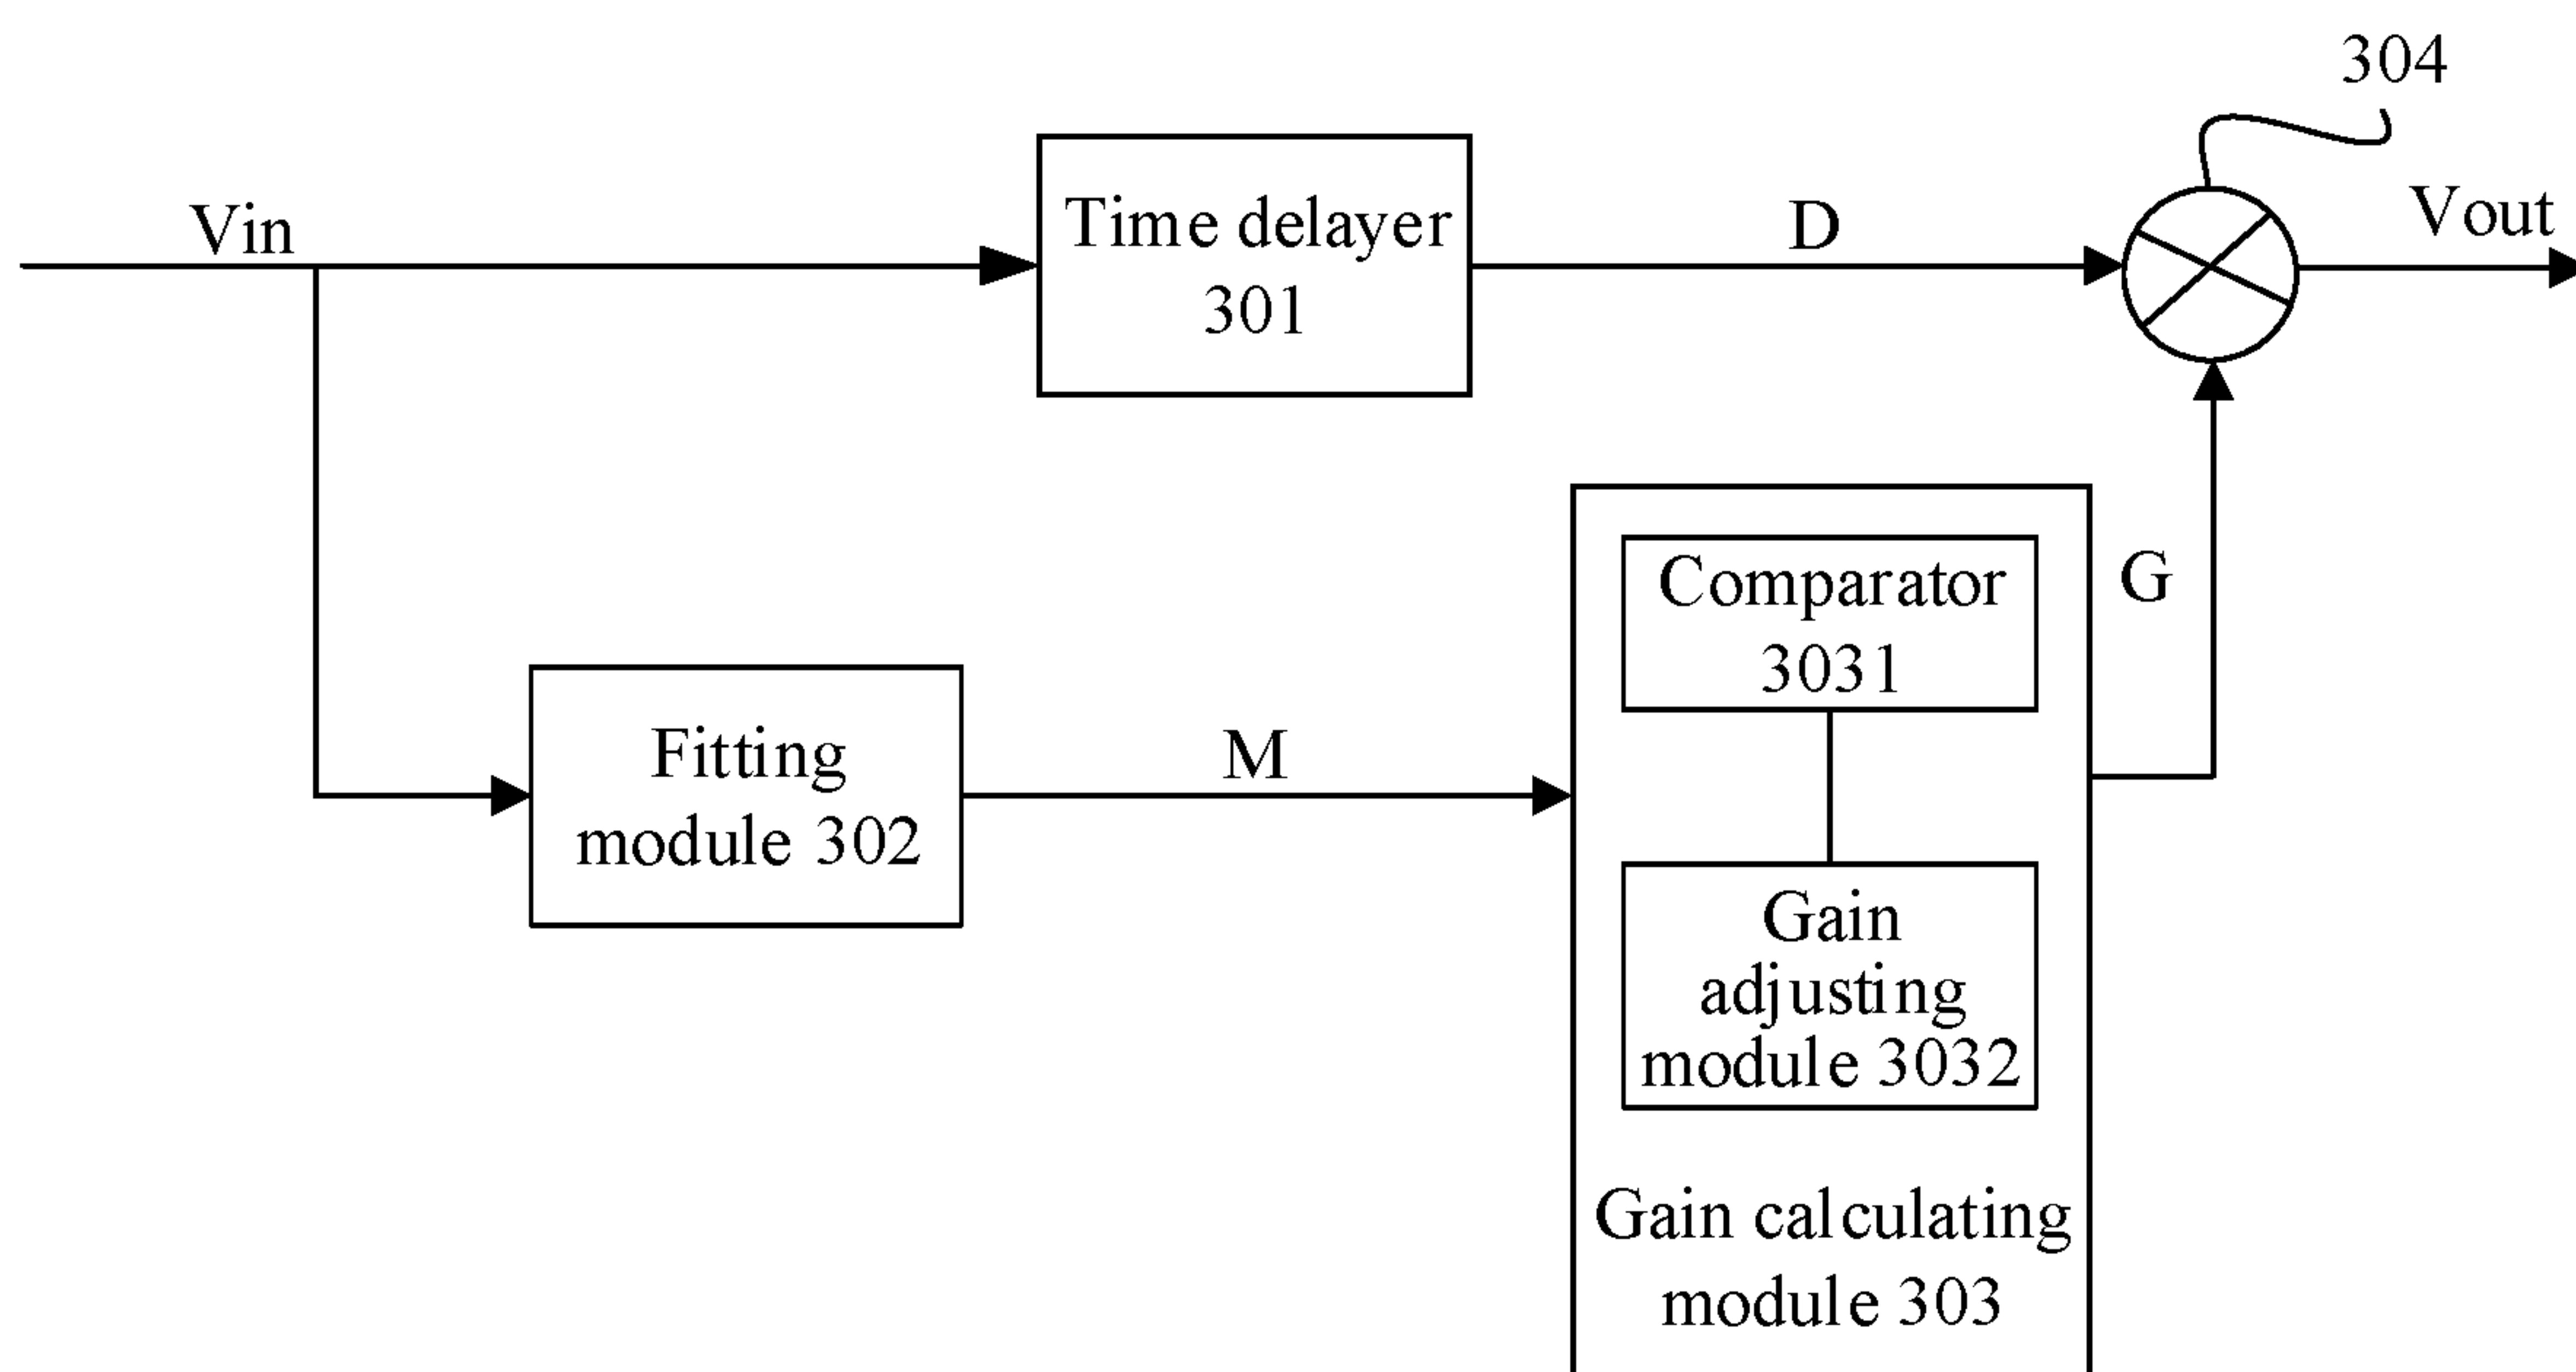 304
Vin
Time delayer
301
D
Vout
Comparator
3031
G
Fitting
module 302
M
Gain
adjusting
module 3032
Gain calculating
module 303